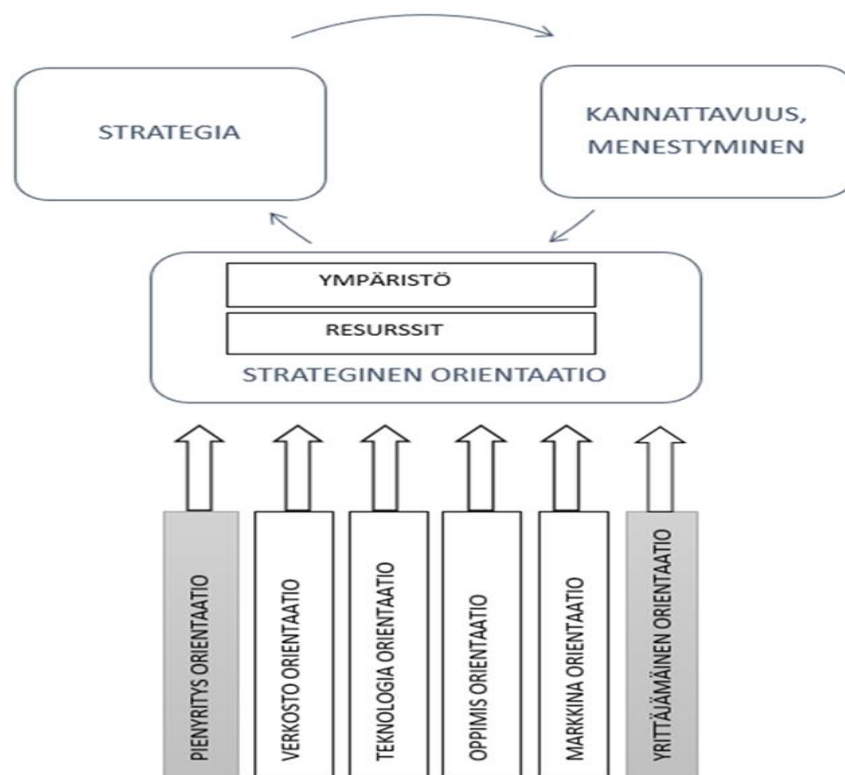 STRATEGIA
KANNATTAVUUS,
MENESTYMINEN
YMPÄRISTÖ
RESURSSIT
STRATEGINEN ORIENTAATIO
PIENYRITYS ORIENTAATIO
VERKOSTO ORIENTAATIO
TEKNOLOGIA ORIENTAATIO
OPPIMIS ORIENTAATIO
MARKKINA ORIENTAATIO
YRITTÄJÄMÄINEN ORIENTAATIO